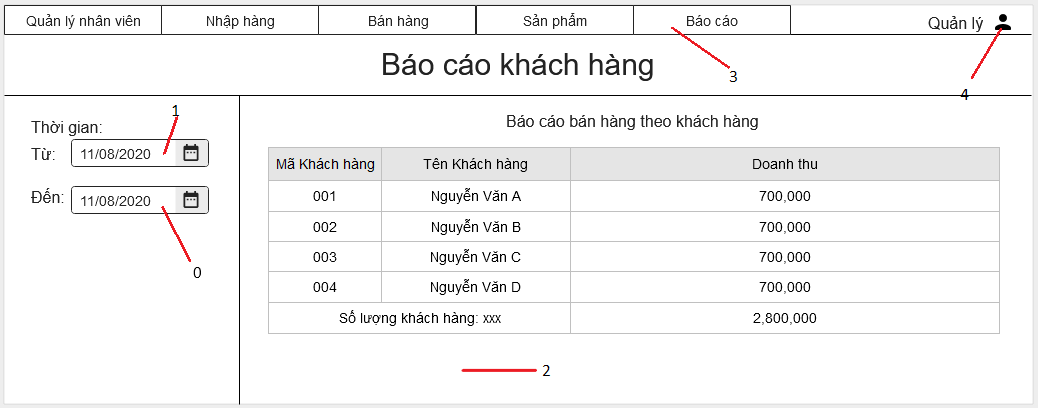 Quản lý nhân viên Nhập hàng Bán hàng Sản phẩm Báo cáo Quản lý
Báo cáo khách hàng
3
4
1
Thời gian:
Từ: 11/08/2020
Đến: 11/08/2020
0
Báo cáo bán hàng theo khách hàng
Mã Khách hàng Tên Khách hàng Doanh thu
001 Nguyễn Văn A 700,000
002 Nguyễn Văn B 700,000
003 Nguyễn Văn C 700,000
004 Nguyễn Văn D 700,000
Số lượng khách hàng: xxx 2,800,000
2